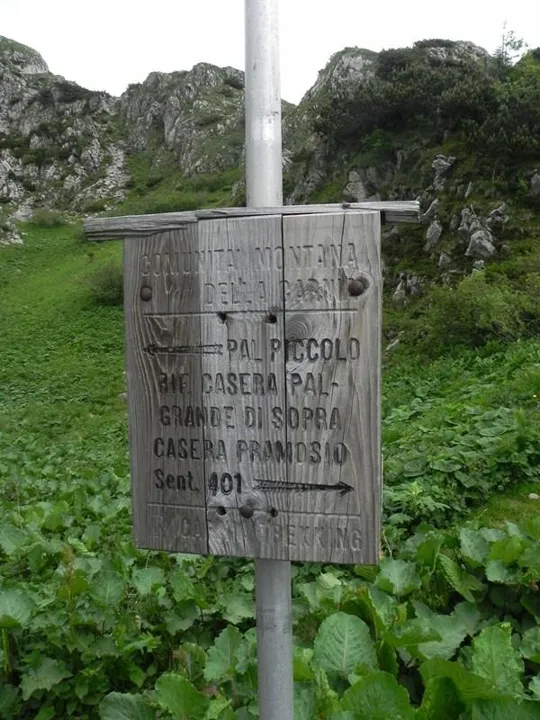 COMUNITA' MONTANA
DELLA CARNIA
PAL PICCOLO
RIF. CASERA PAL-
GRANDE DI SOPRA
CASERA PRAMOSIO
Sent. 401
TREKKING